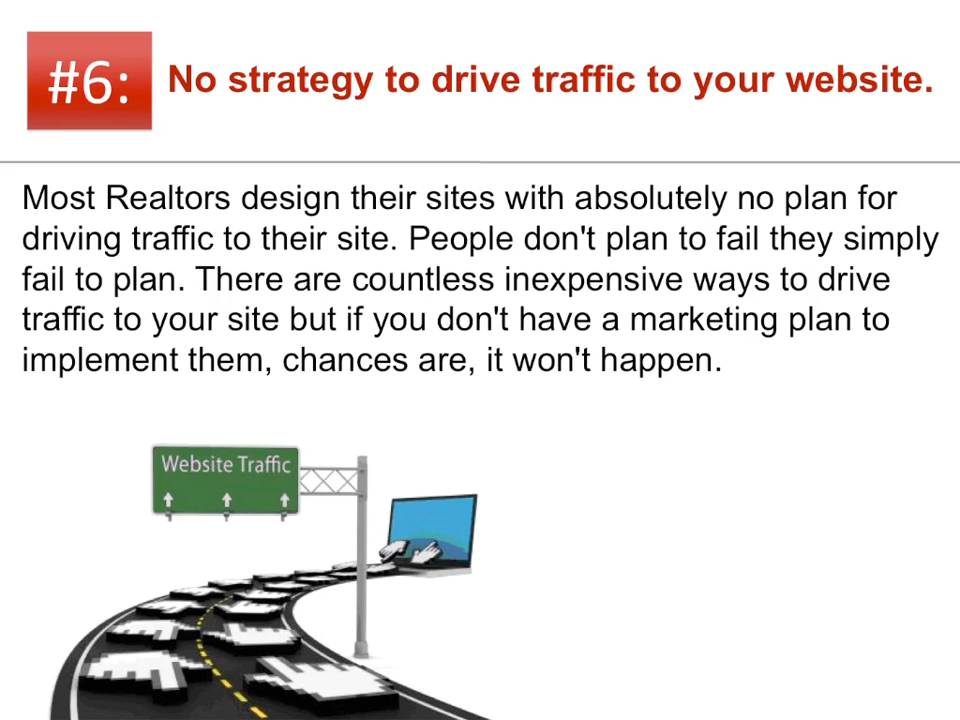 #6:
No strategy to drive traffic to your website.
Most Realtors design their sites with absolutely no plan for
driving traffic to their site. People don't plan to fail they simply
fail to plan. There are countless inexpensive ways to drive
traffic to your site but if you don't have a marketing plan to
implement them, chances are, it won't happen.
Website Traffic